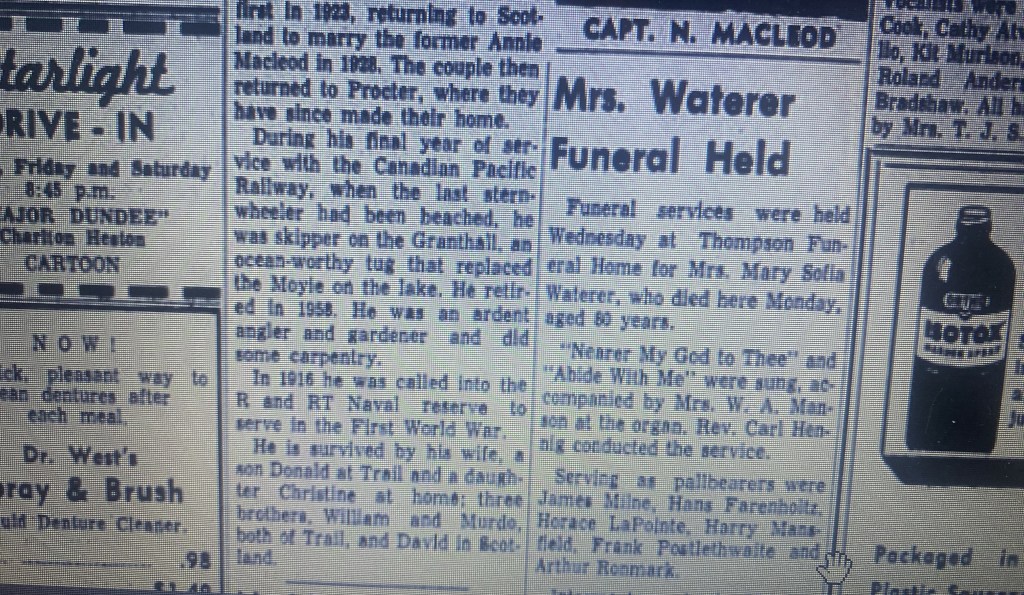 tarlight
RIVE - IN
Friday and Saturday
8:45 p.m.
AJOR DUNDEE"
Charlton Heston
CARTOON
NOW!
ick, pleasant way to
ean dentures after
each meal.
Dr. West's
pray & Brush
uid Denture Cleaner.
.98
$1.49
first in 1923, returning to Scot-
land to marry the former Annie
Macleod in 1928. The couple then
returned to Procter, where they
have since made their home.
During his final year of ser-
vice with the Canadian Pacific
Railway, when the last stern-
wheeler had been beached, he
was skipper on the Granthall, an
ocean-worthy tug that replaced
the Moyie on the lake. He retir-
ed in 1958. He was an ardent
angler and gardener and did
some carpentry.
In 1916 he was called into the
R and RT Naval reserve to
serve in the First World War.
He is survived by his wife, a
son Donald at Trail and a daugh-
ter Christine at home; three
brothers, William and Murdo,
both of Trail, and David in Scot-
land.
CAPT. N. MACLEOD
Mrs. Waterer
Funeral Held
Funeral services were held
Wednesday at Thompson Fun-
eral Home for Mrs. Mary Sofia
Waterer, who died here Monday,
aged 80 years.
"Nearer My God to Thee" and
"Abide With Me" were sung, ac-
companied by Mrs. W. A. Man-
son at the organ. Rev. Carl Hen-
nig conducted the service.
Serving as pallbearers were
James Milne, Hans Farenholtz,
Horace LaPointe, Harry Mans-
field, Frank Postlethwaite and
Arthur Ronmark.
Vocalists were
Cook, Cathy Atw
llo, Kit Murison,
Roland Anders
Bradshaw. All h
by Mrs. T. J. S.
ISOTOX
Packaged in
Plastic